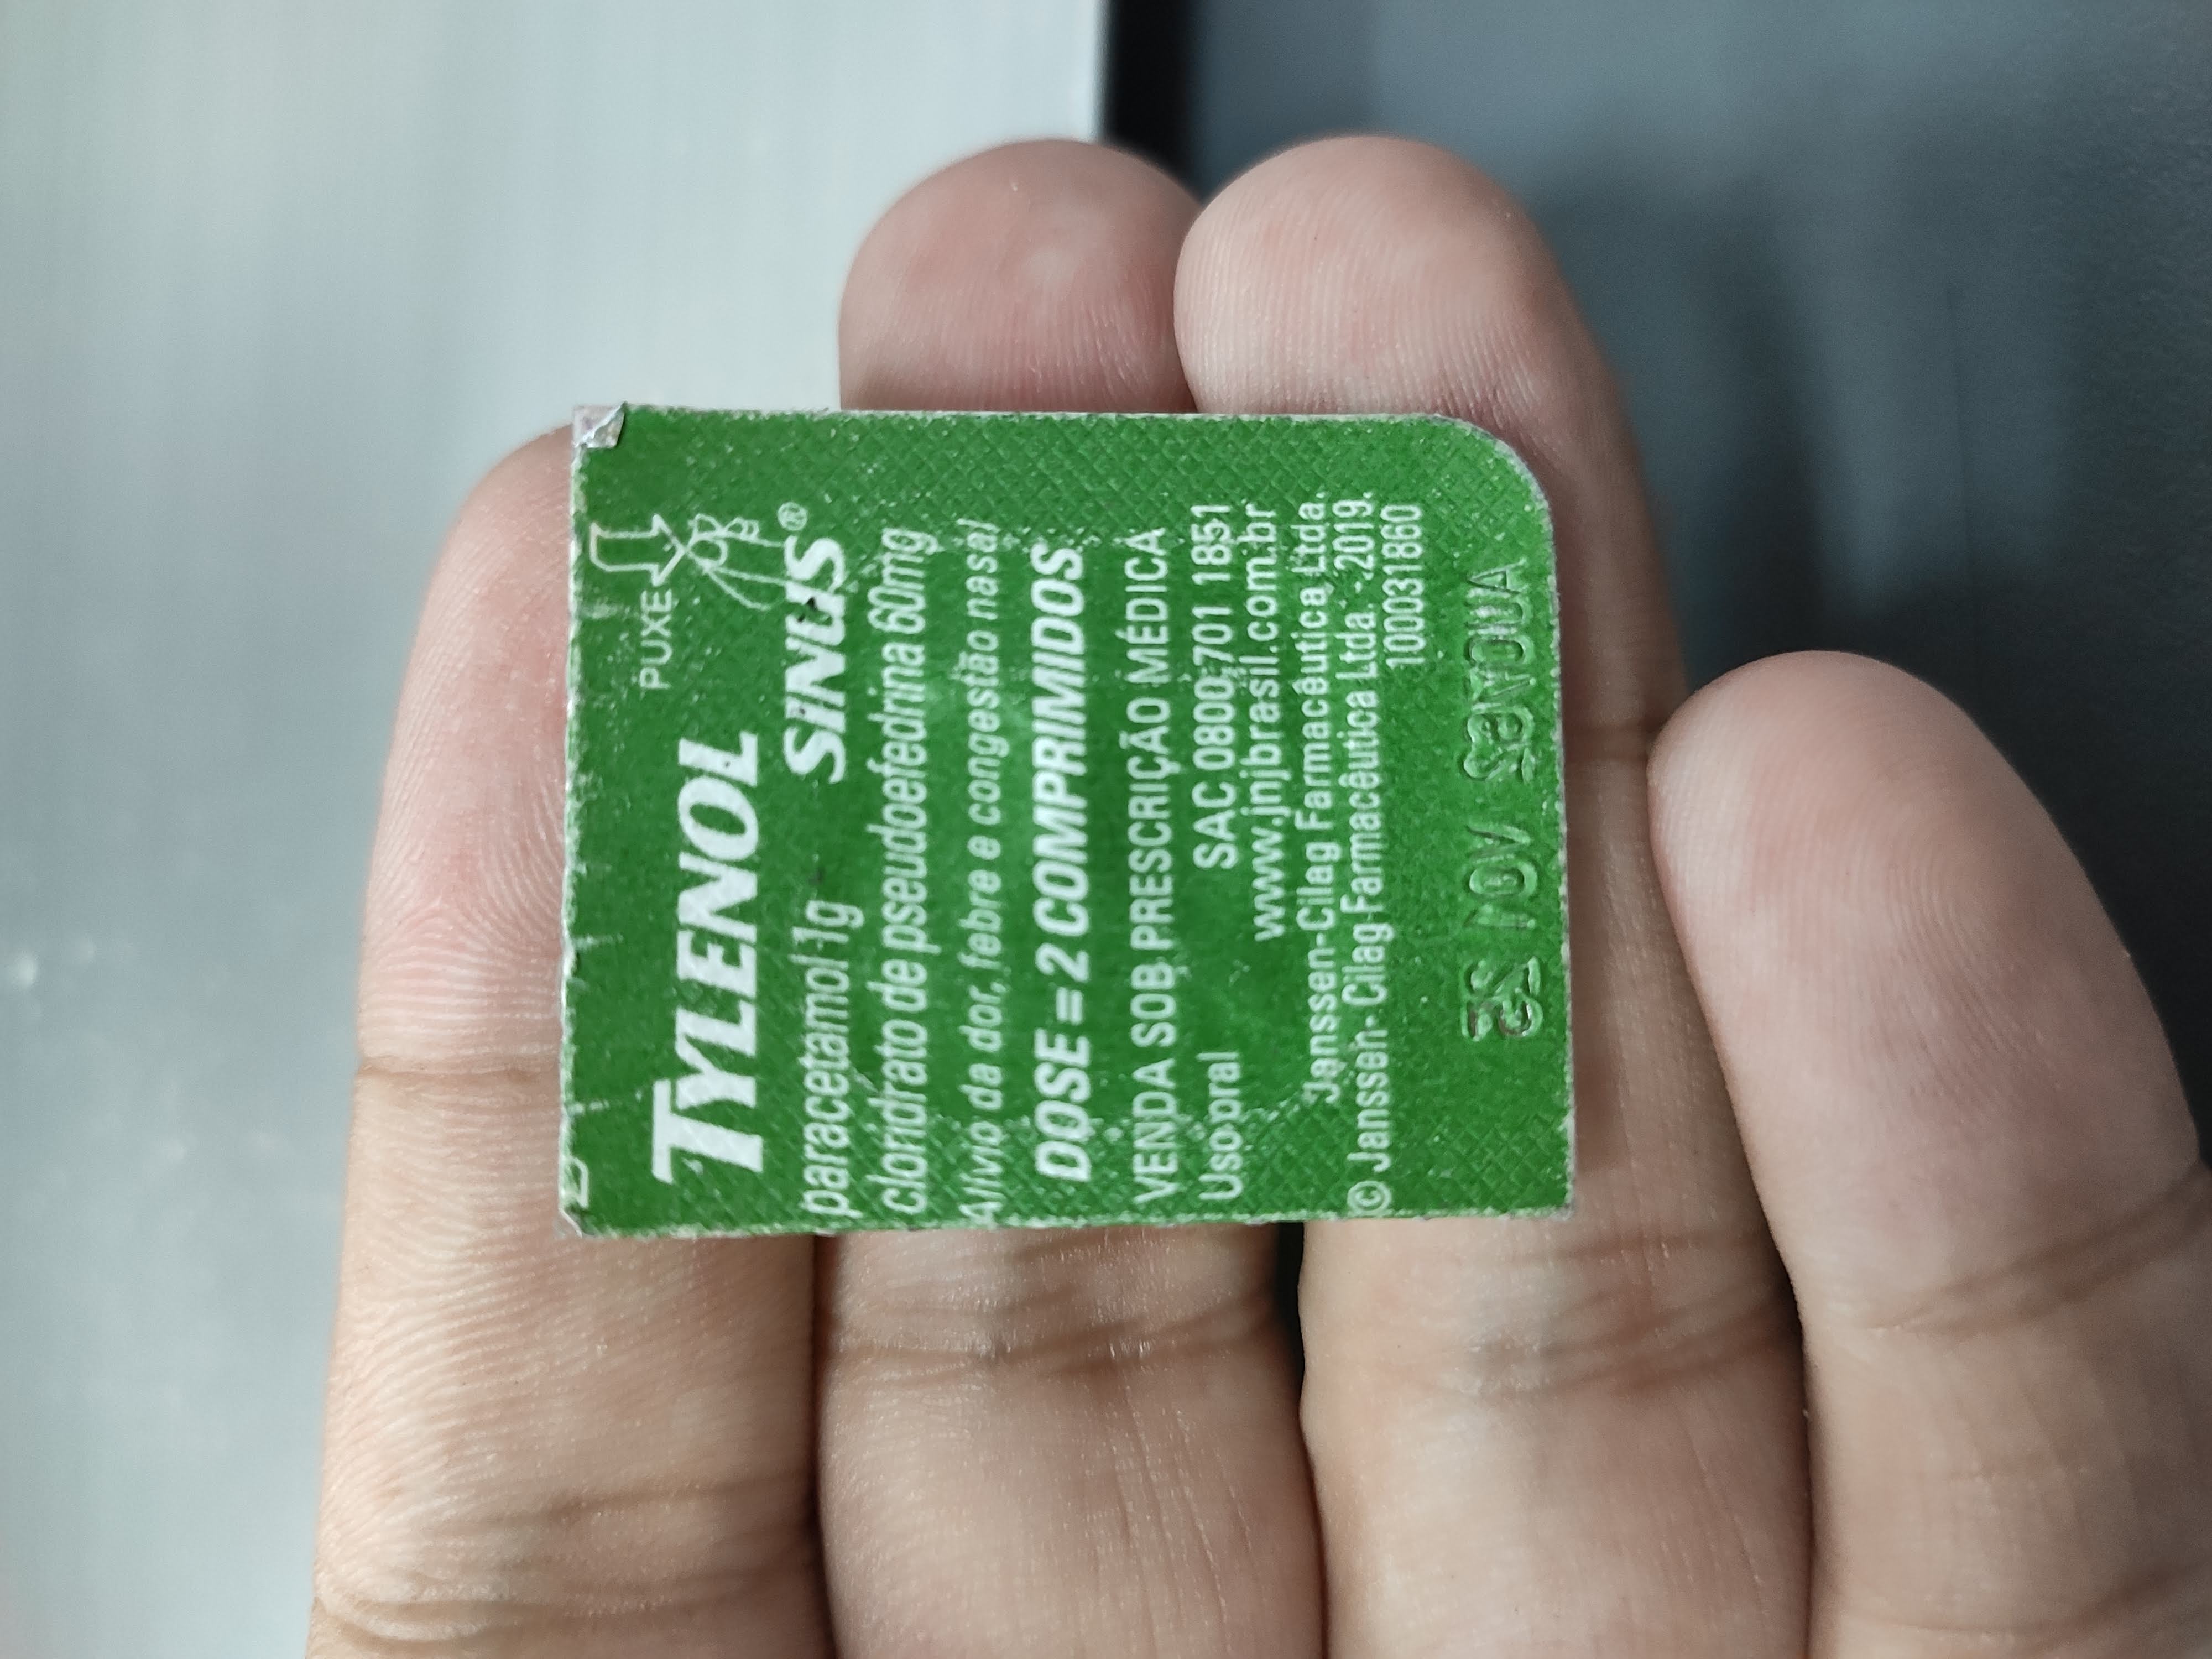 PUXE
TYLENOL
SINUS®
paracetamol 1g
cloridrato de pseudoefedrina 60mg
Alívio da dor, febre e congestão nasal
DOSE = 2 COMPRIMIDOS
VENDA SOB PRESCRIÇÃO MÉDICA
Uso oral SAC 0800 701 1851
www.jnjbrasil.com.br
Janssen-Cilag Farmacêutica Ltda.
© Janssen- Cilag Farmacêutica Ltda. - 2019.
100031860